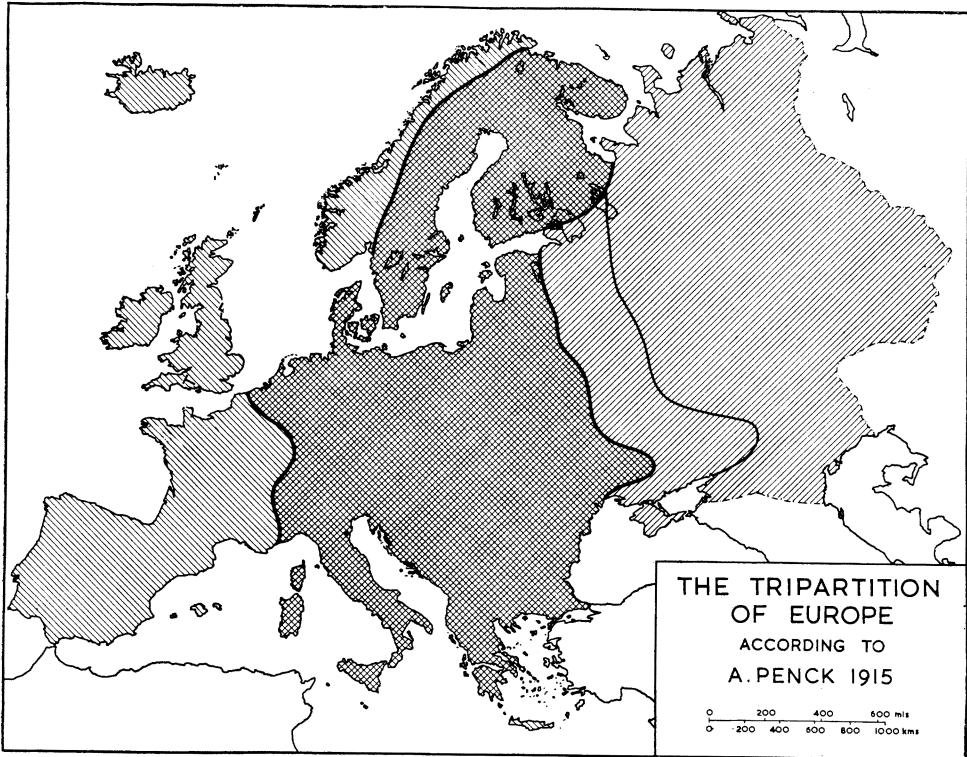 THE TRIPARTITION
OF EUROPE
ACCORDING TO
A. PENCK 1915
0 200 400 600 mls
0 200 400 600 800 1000 kms